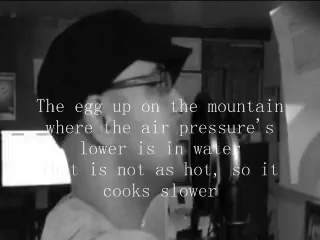 The egg up on the mountain
where the air pressure's
lower is in water
that is not as hot, so it
cooks slower